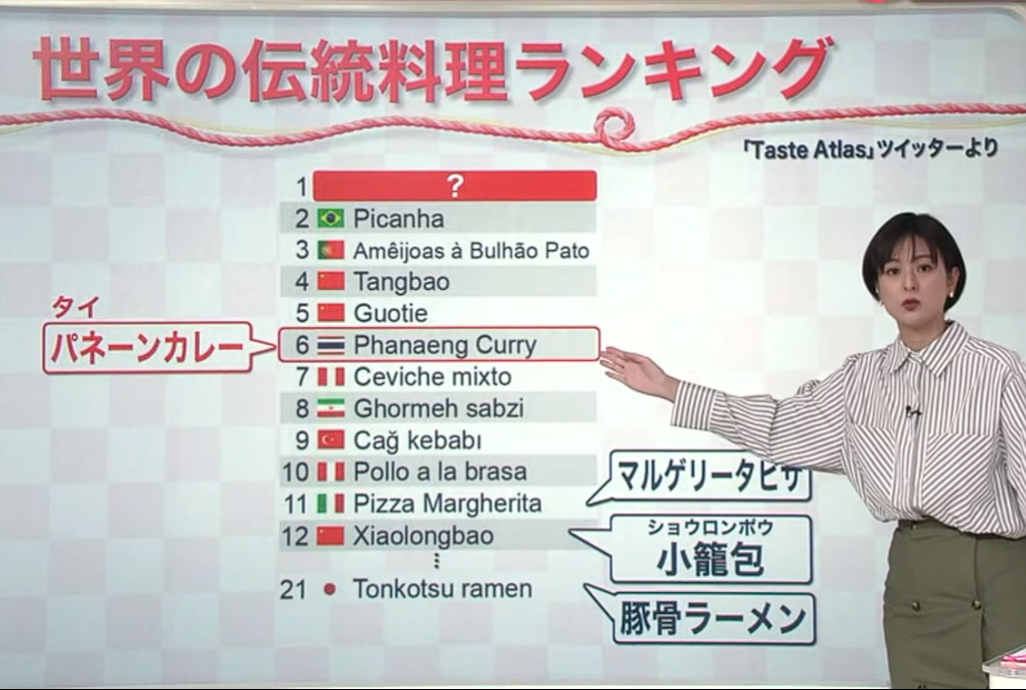 世界の伝統料理ランキング
「Taste Atlas」ツイッターより
1 ?
2 Picanha
3 Amêijoas à Bulhão Pato
4 Tangbao
5 Guotie
タイ
パネーンカレー
6 Phanaeng Curry
7 Ceviche mixto
8 Ghormeh sabzi
9 Cağ kebabı
10 Pollo a la brasa
マルゲリータピザ
11 Pizza Margherita
12 Xiaolongbao
ショウロンポウ
小籠包
⋮
21 Tonkotsu ramen
豚骨ラーメン